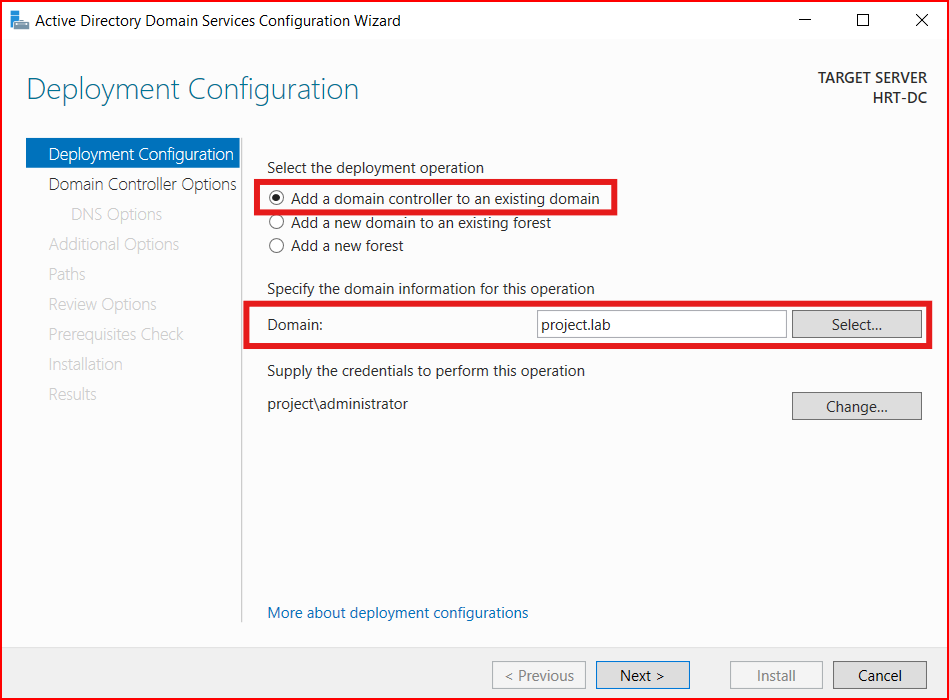 Active Directory Domain Services Configuration Wizard
Deployment Configuration
TARGET SERVER
HRT-DC
Deployment Configuration
Domain Controller Options
DNS Options
Additional Options
Paths
Review Options
Prerequisites Check
Installation
Results
Select the deployment operation
Add a domain controller to an existing domain
Add a new domain to an existing forest
Add a new forest
Specify the domain information for this operation
Domain: project.lab Select...
Supply the credentials to perform this operation
project\administrator Change...
More about deployment configurations
< Previous Next > Install Cancel